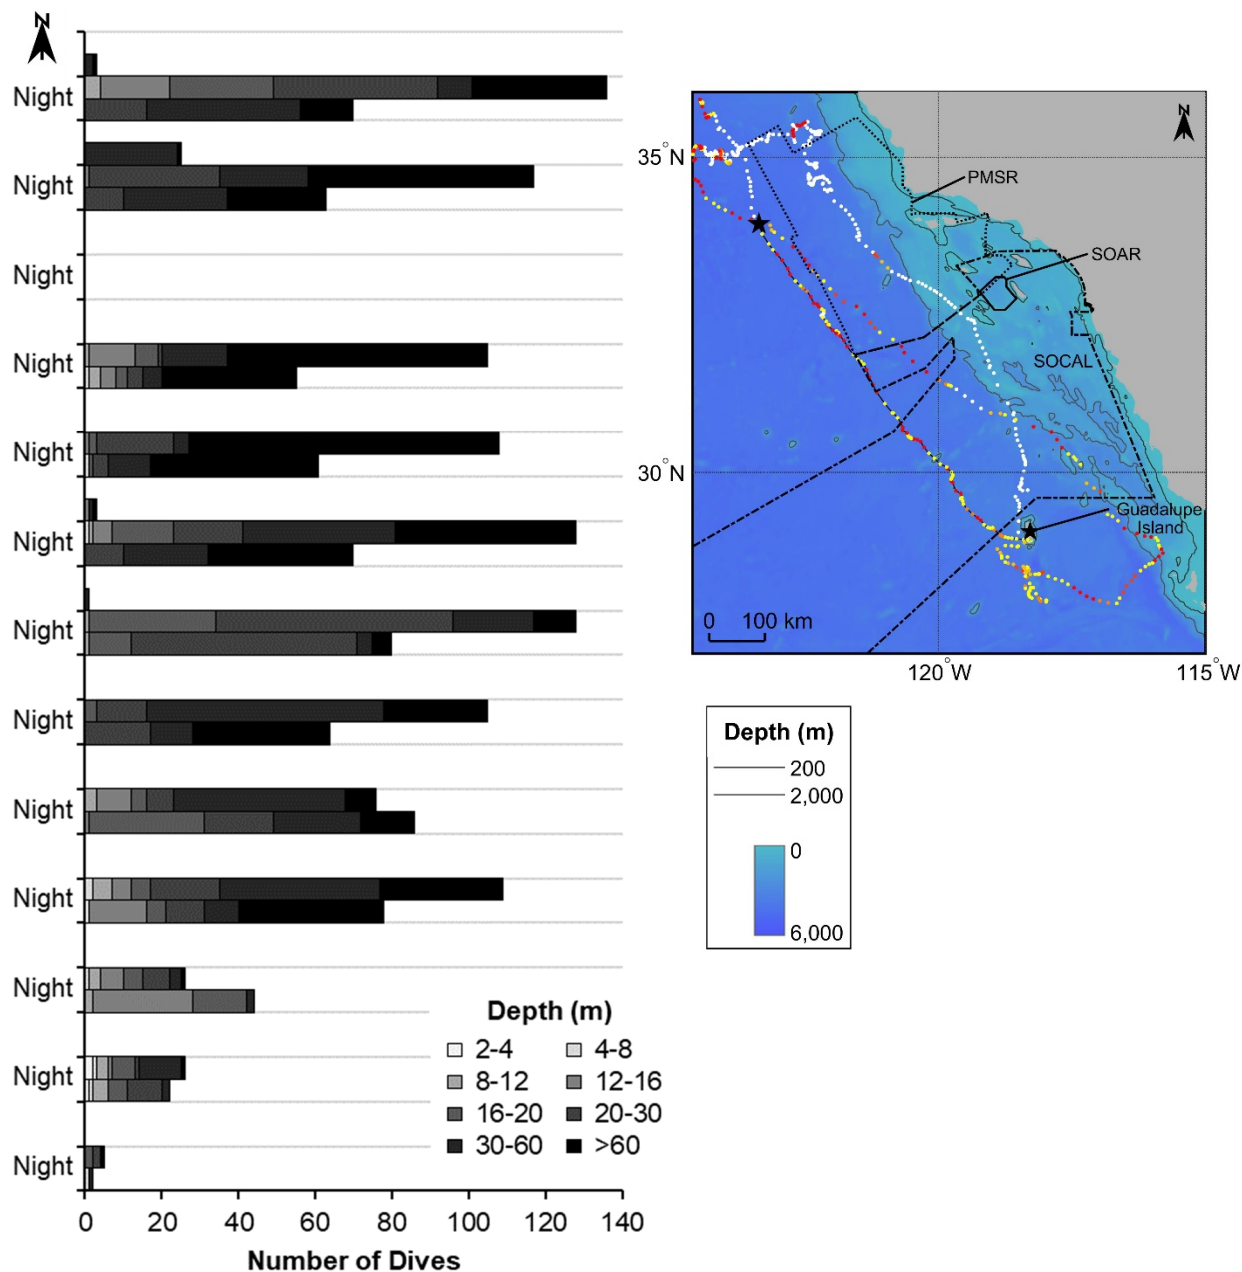 N
Night
Night
Night
Night
Night
Night
Night
Night
Night
Night
Night
Night
Night
0 20 40 60 80 100 120 140
Number of Dives
Depth (m)
2-4 4-8
8-12 12-16
16-20 20-30
30-60 >60
N
35°N
PMSR
SOAR
SOCAL
30°N
Guadalupe
Island
0 100 km
120°W 115°W
Depth (m)
200
2,000
0
6,000